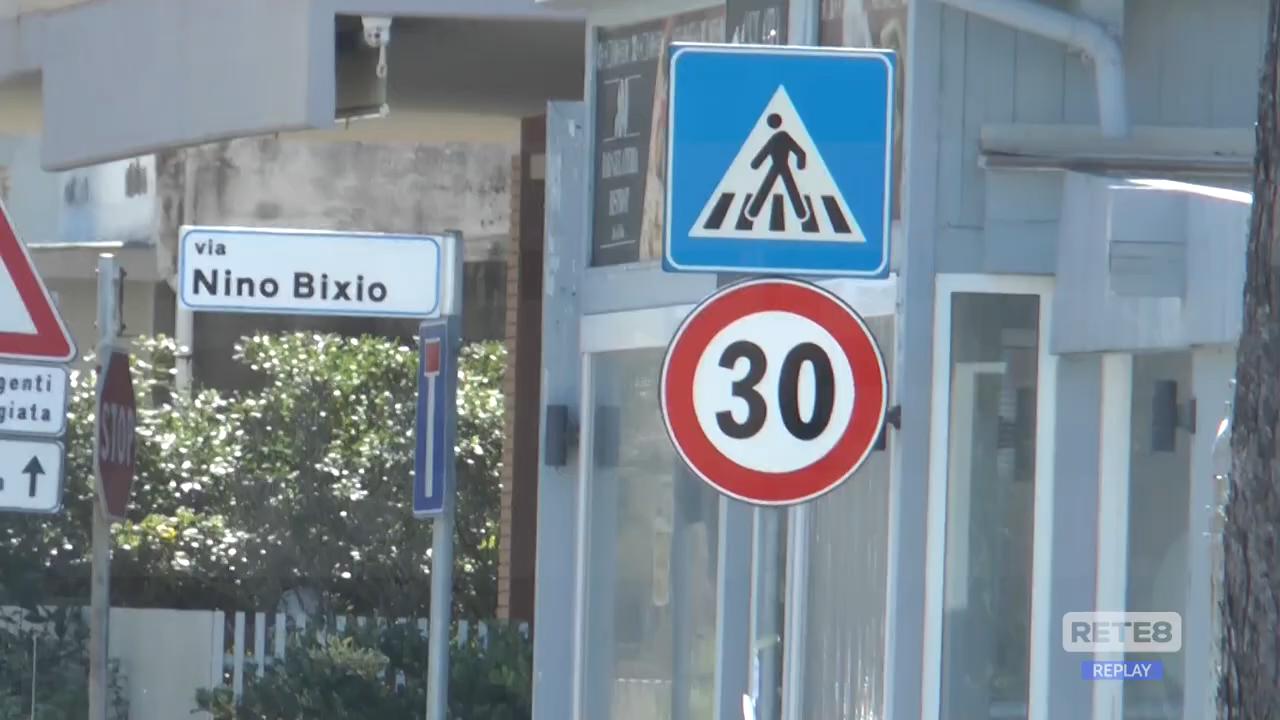 via
Nino Bixio
genti
giata
STOP
30
RETE8
REPLAY